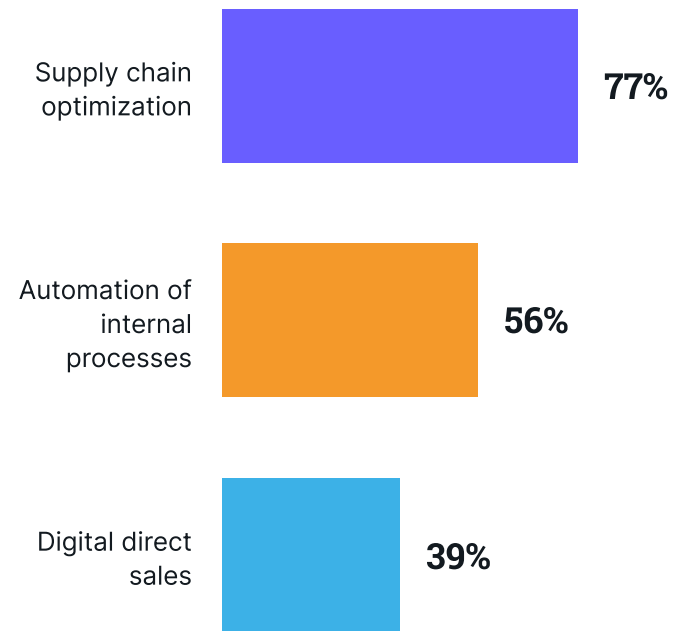 Supply chain
optimization
77%
Automation of
internal
processes
56%
Digital direct
sales
39%